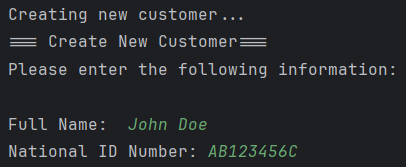 Creating new customer...
=== Create New Customer===
Please enter the following information:
Full Name:  John Doe
National ID Number: AB123456C